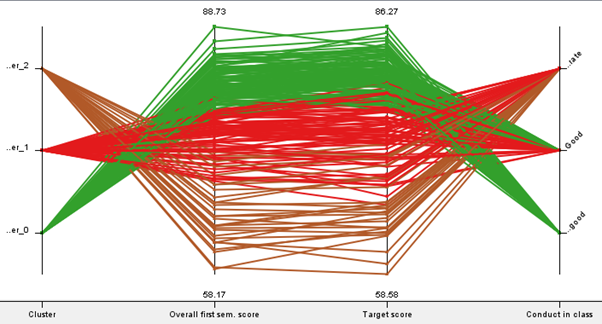 88.73
86.27
..er_2
..rate
..er_1
Good
..er_0
..good
58.17
58.58
Cluster
Overall first sem. score
Target score
Conduct in class